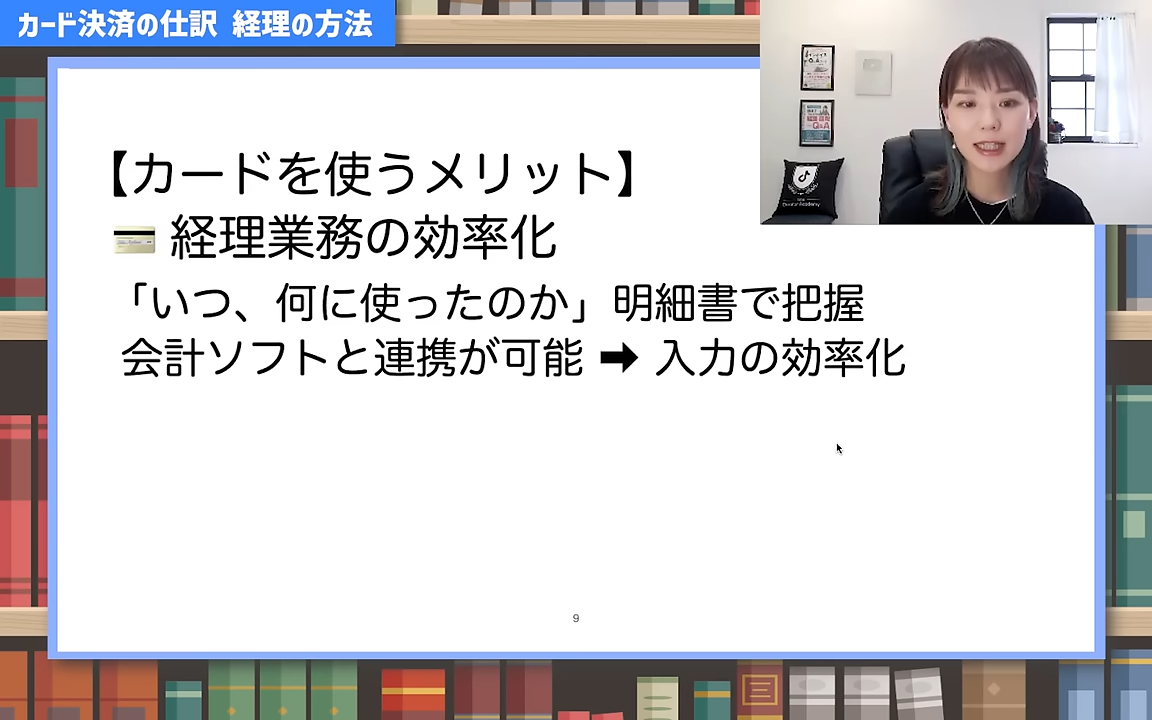 カード決済の仕訳 経理の方法
【カードを使うメリット】
💳 経理業務の効率化
「いつ、何に使ったのか」明細書で把握
会計ソフトと連携が可能 ➡ 入力の効率化
9
Q&A
Q&A